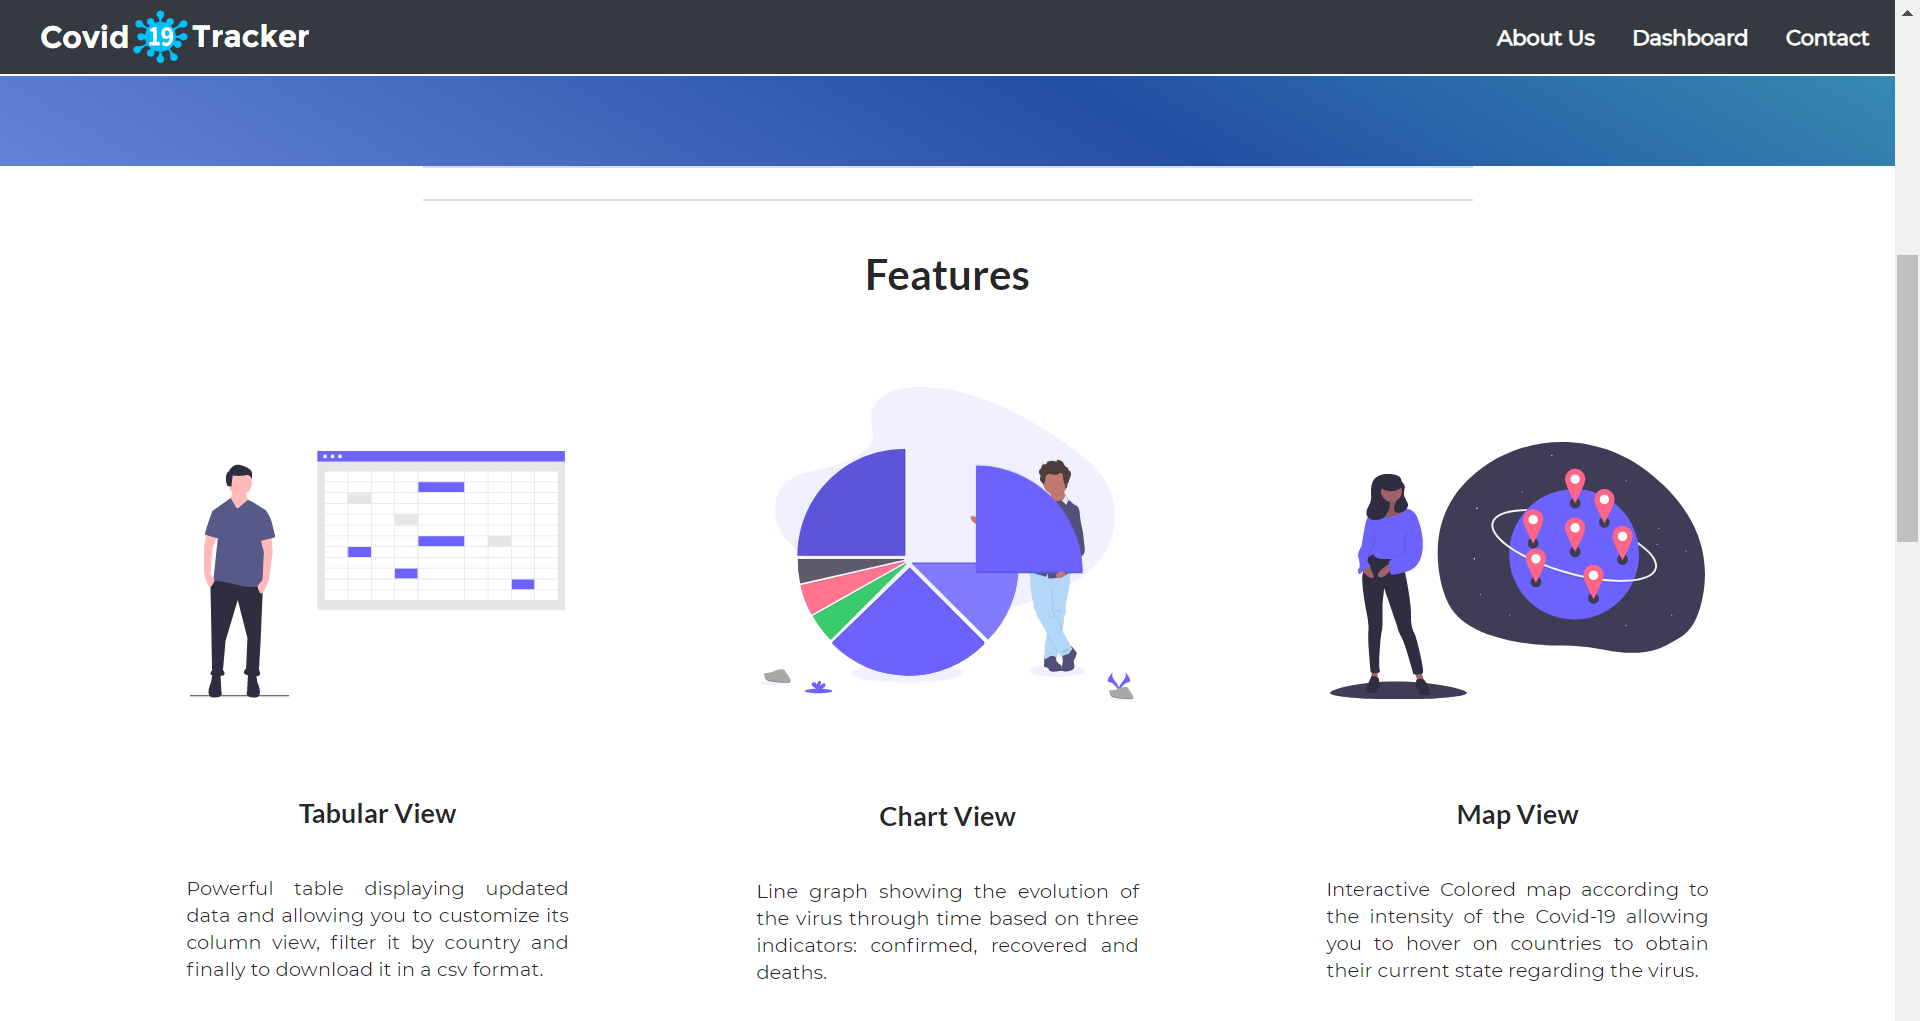 Covid 19 Tracker
About Us
Dashboard
Contact
Features
Tabular View
Powerful table displaying updated
data and allowing you to customize its
column view, filter it by country and
finally to download it in a csv format.
Chart View
Line graph showing the evolution of
the virus through time based on three
indicators: confirmed, recovered and
deaths.
Map View
Interactive Colored map according to
the intensity of the Covid-19 allowing
you to hover on countries to obtain
their current state regarding the virus.